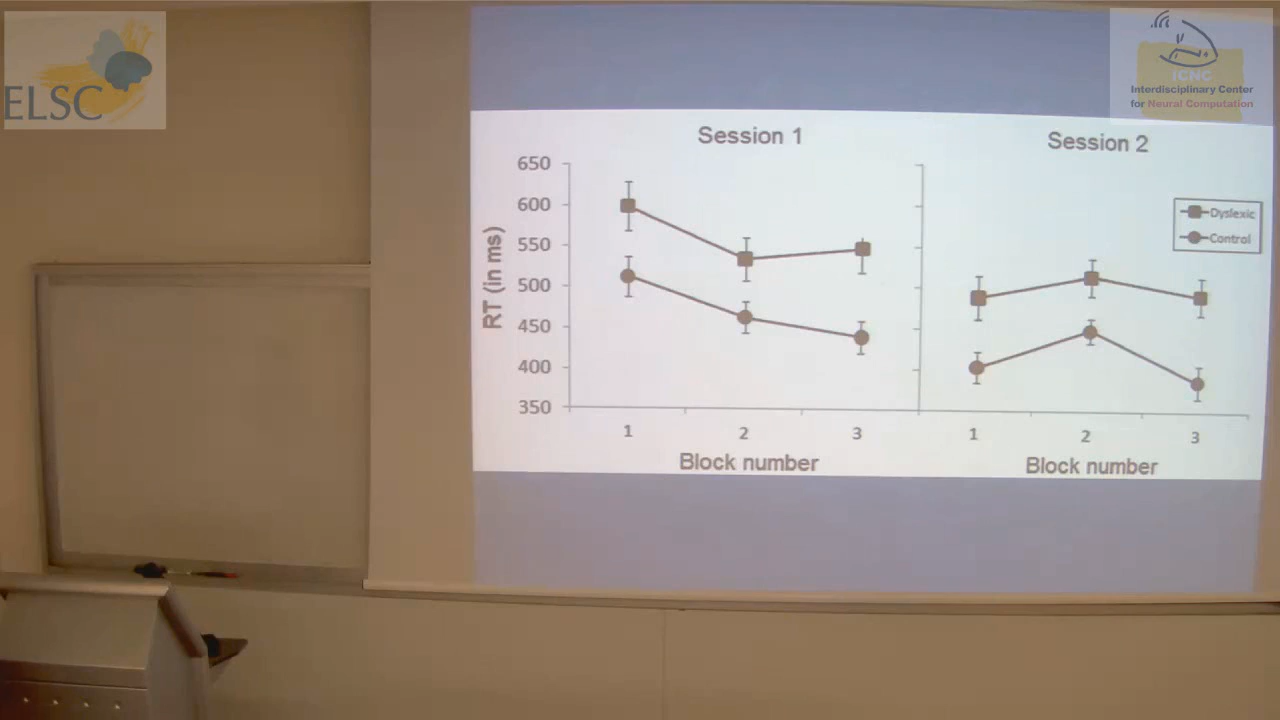 ELSC
ICNC
Interdisciplinary Center
for Neural Computation
Session 1
Session 2
650
600
550
500
450
400
350
RT (in ms)
Dyslexic
Control
1 2 3
1 2 3
Block number
Block number